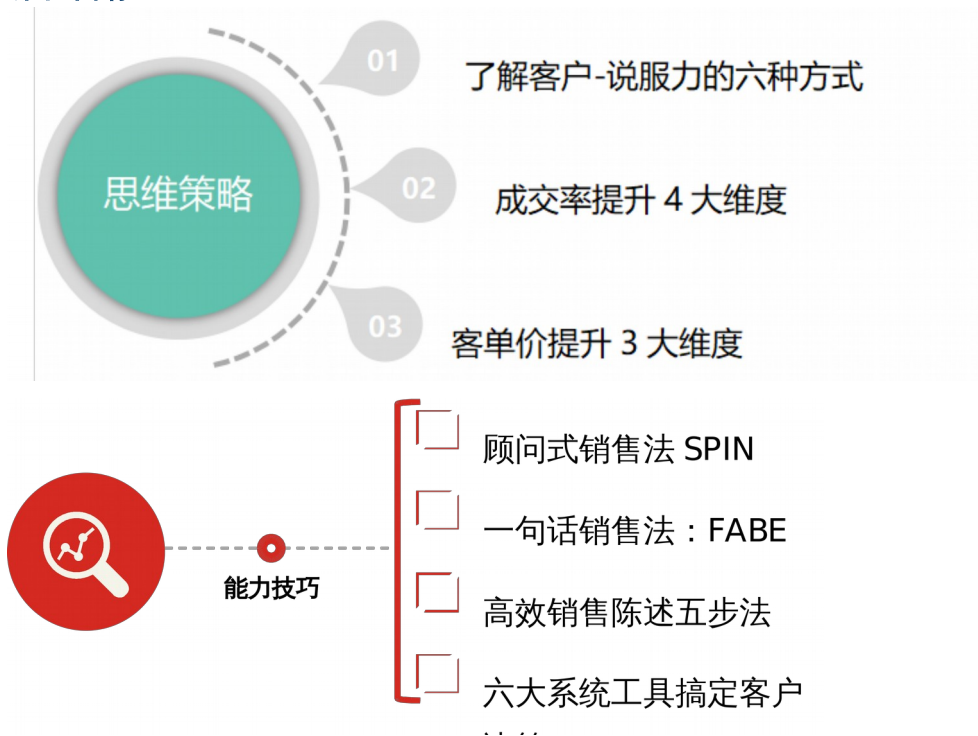 01
了解客户-说服力的六种方式
思维策略
02
成交率提升 4 大维度
03
客单价提升 3 大维度
顾问式销售法 SPIN
一句话销售法：FABE
能力技巧
高效销售陈述五步法
六大系统工具搞定客户